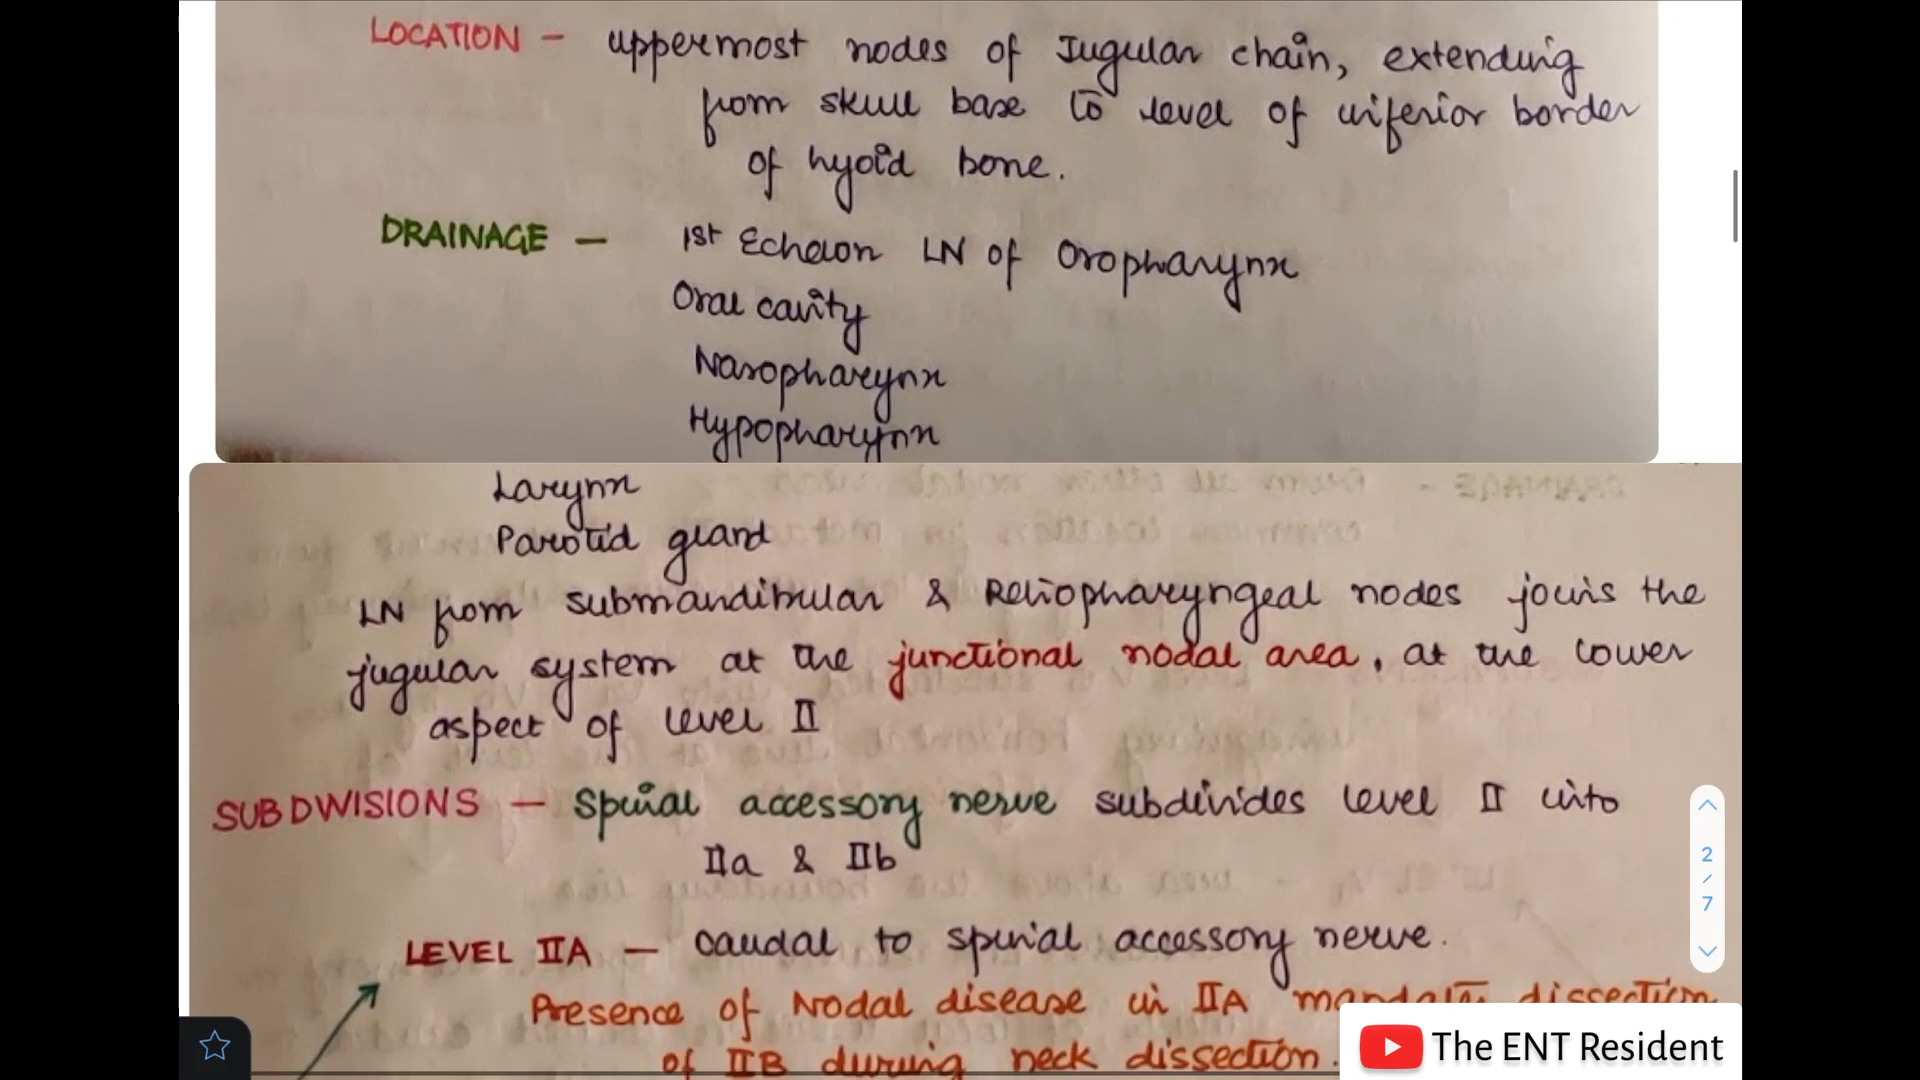 LOCATION - uppermost nodes of Jugular chain, extending
from skull base to level of inferior border
of hyoid bone.
DRAINAGE - 1st Echelon LN of Oropharynx
Oral cavity
Nasopharynx
Hypopharynx
Larynx
Parotid gland
LN from submandibular & Retropharyngeal nodes joins the
jugular system at the junctional nodal area, at the lower
aspect of level II
SUBDIVISIONS - Spinal accessory nerve subdivides level II into
IIa & IIb
LEVEL IIA - Caudal to spinal accessory nerve.
Presence of Nodal disease in IIA mandates dissection
of IIB during neck dissection.
2
/
7
The ENT Resident